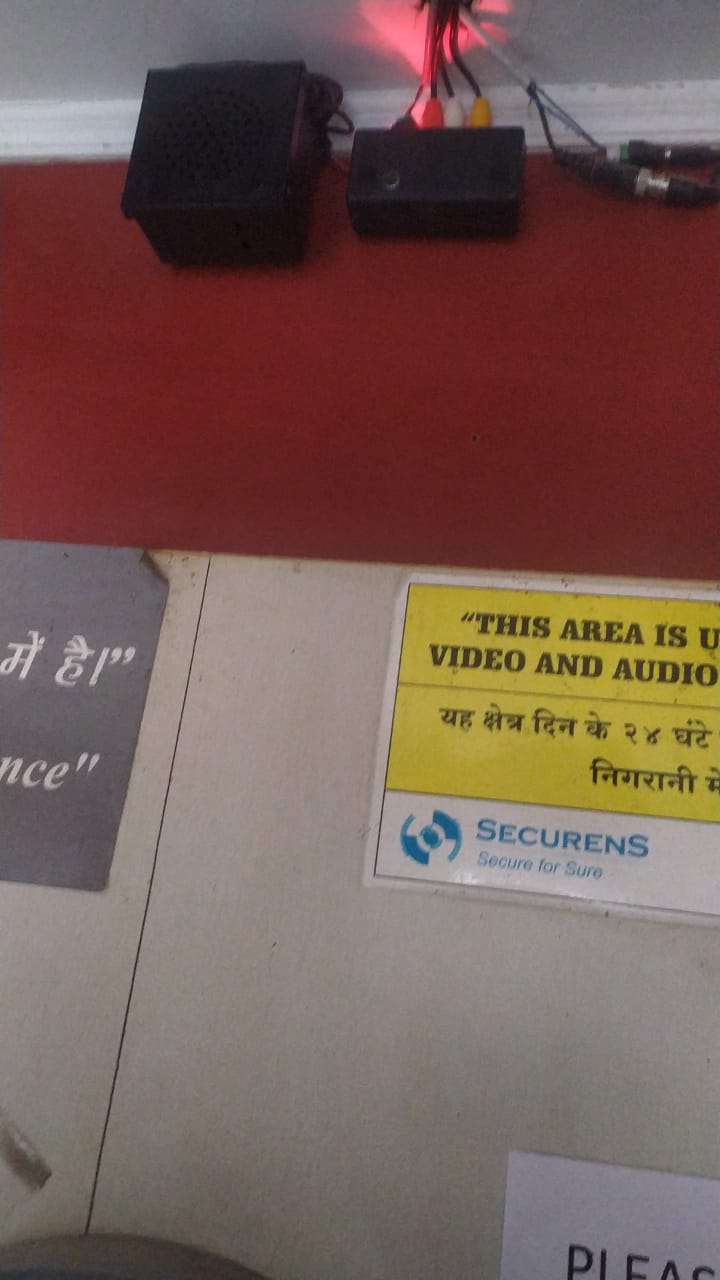 में है।”
nce"
“THIS AREA IS U
VIDEO AND AUDIO
यह क्षेत्र दिन के २४ घंटे
निगरानी में
SECURENS
Secure for Sure
PLEAS